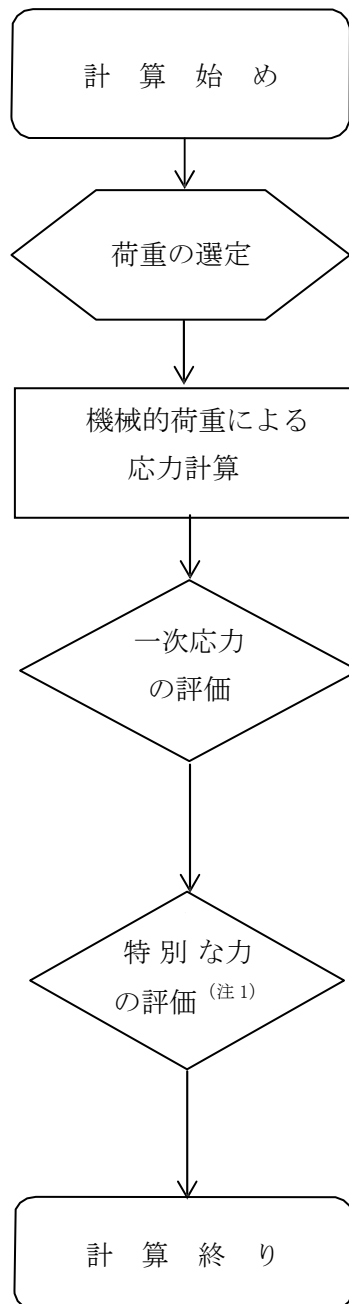 計 算 始 め
荷重の選定
機械的荷重による
応力計算
一次応力
の評価
特 別 な力
の評価（注1）
計 算 終 り